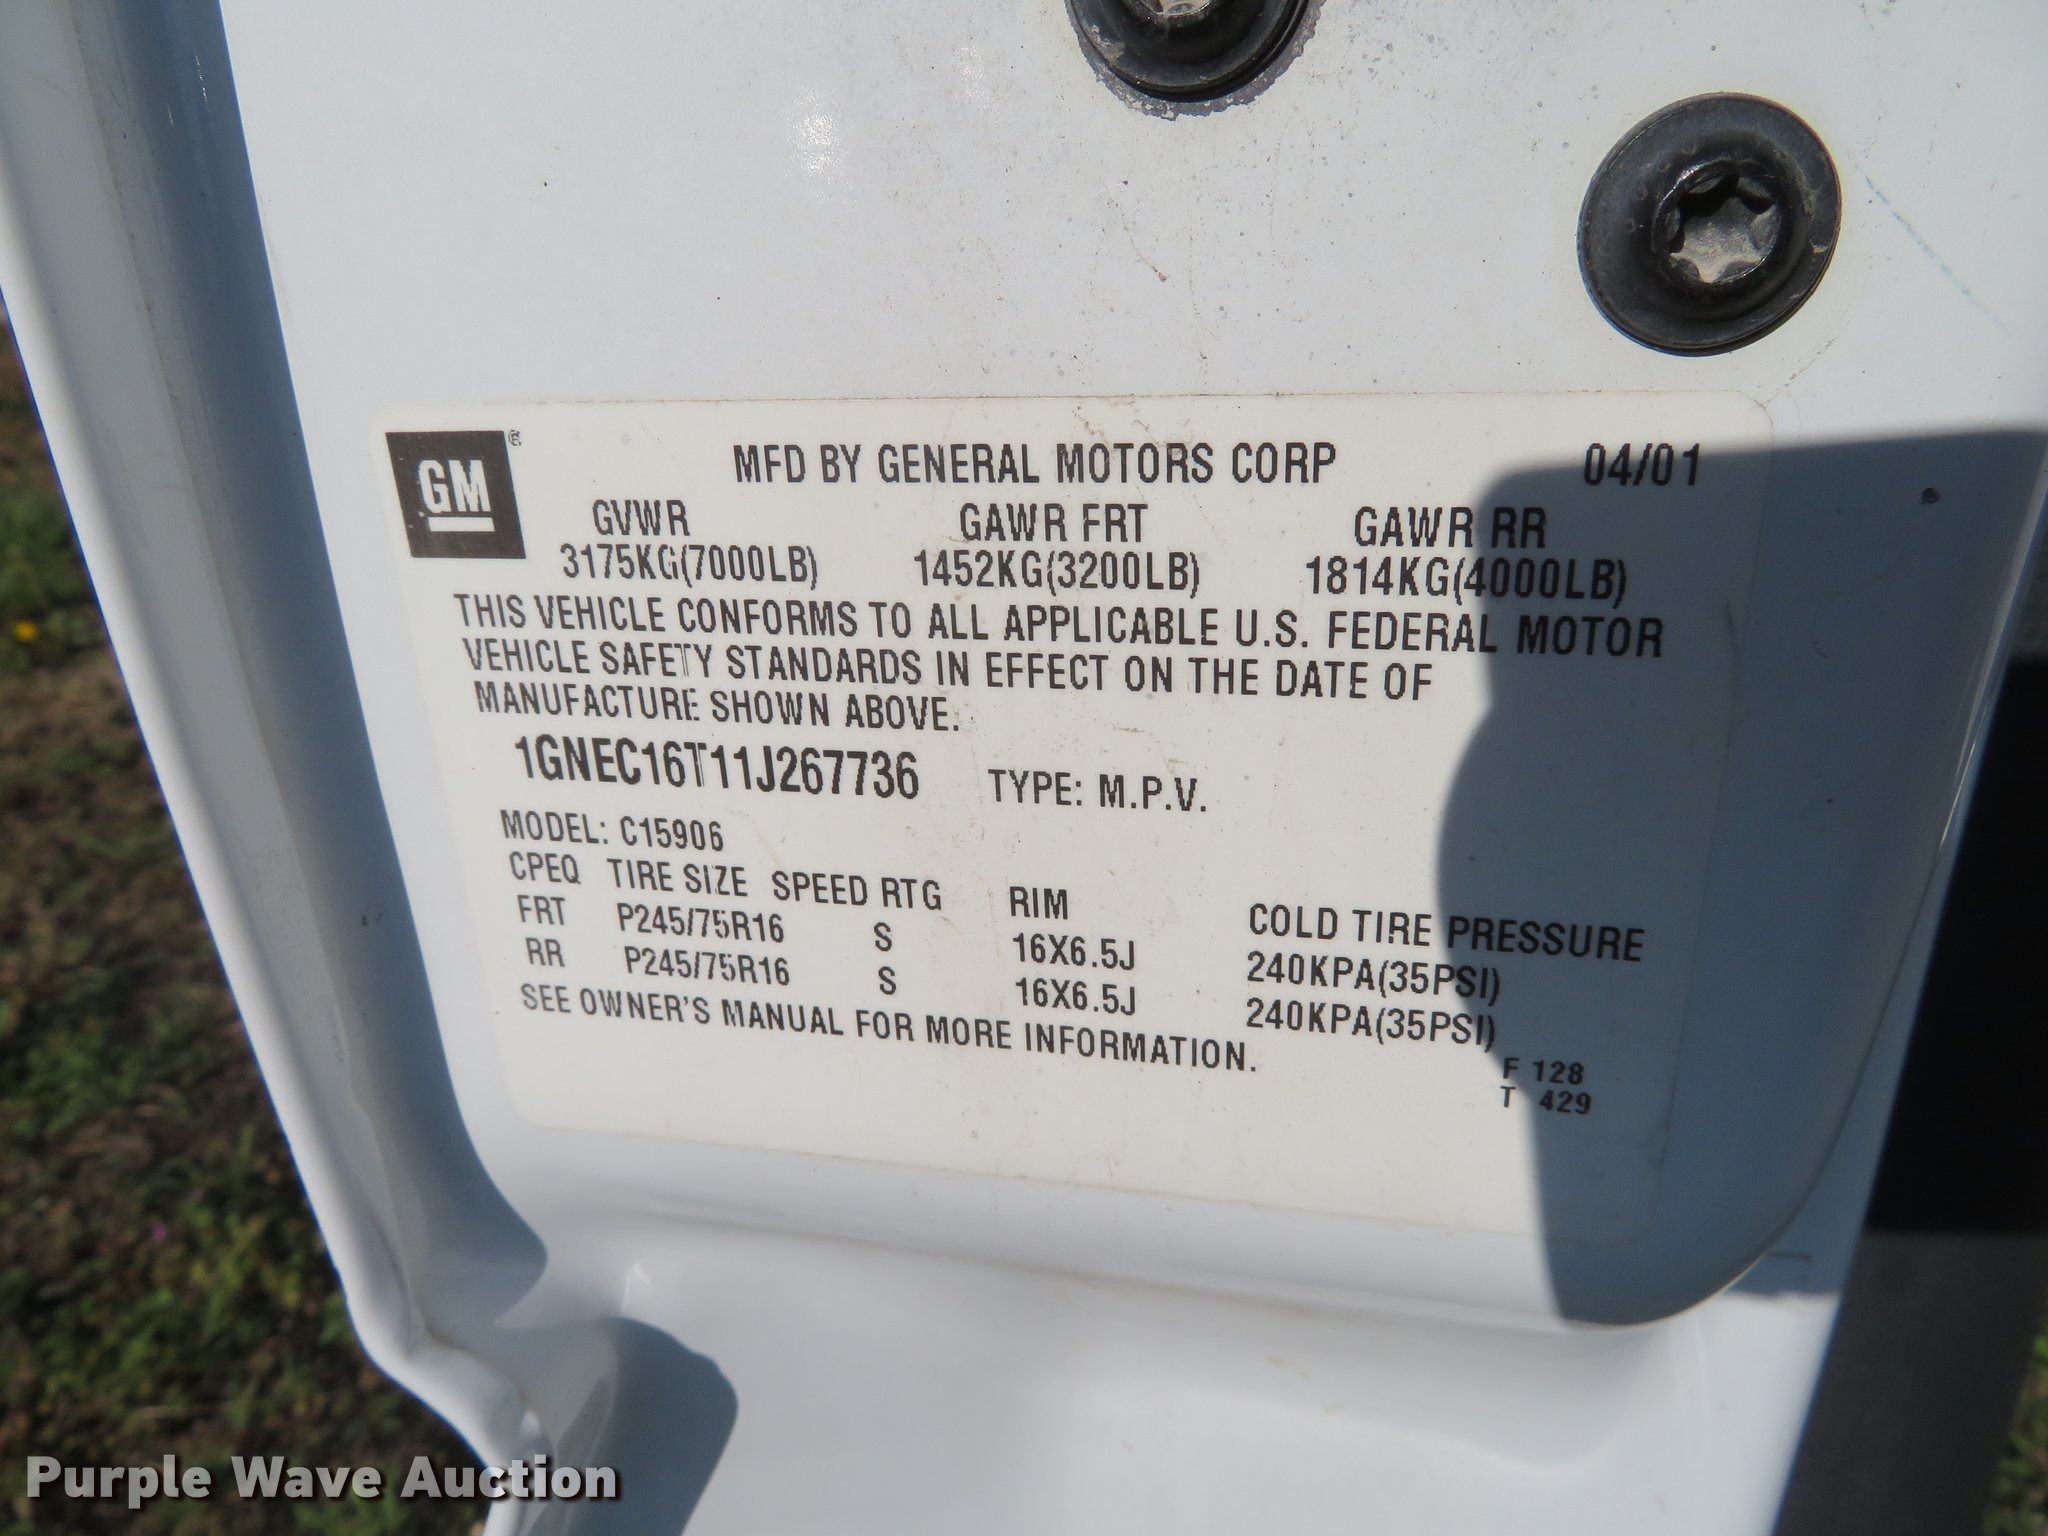 GM®
MFD BY GENERAL MOTORS CORP 04/01
GVWR GAWR FRT GAWR RR
3175KG(7000LB) 1452KG(3200LB) 1814KG(4000LB)
THIS VEHICLE CONFORMS TO ALL APPLICABLE U.S. FEDERAL MOTOR
VEHICLE SAFETY STANDARDS IN EFFECT ON THE DATE OF
MANUFACTURE SHOWN ABOVE.
1GNEC16T11J267736 TYPE: M.P.V.
MODEL: C15906
CPEQ TIRE SIZE SPEED RTG RIM COLD TIRE PRESSURE
FRT P245/75R16 S 16X6.5J 240KPA(35PSI)
RR P245/75R16 S 16X6.5J 240KPA(35PSI)
SEE OWNER'S MANUAL FOR MORE INFORMATION.
F 128
T 429
Purple Wave Auction